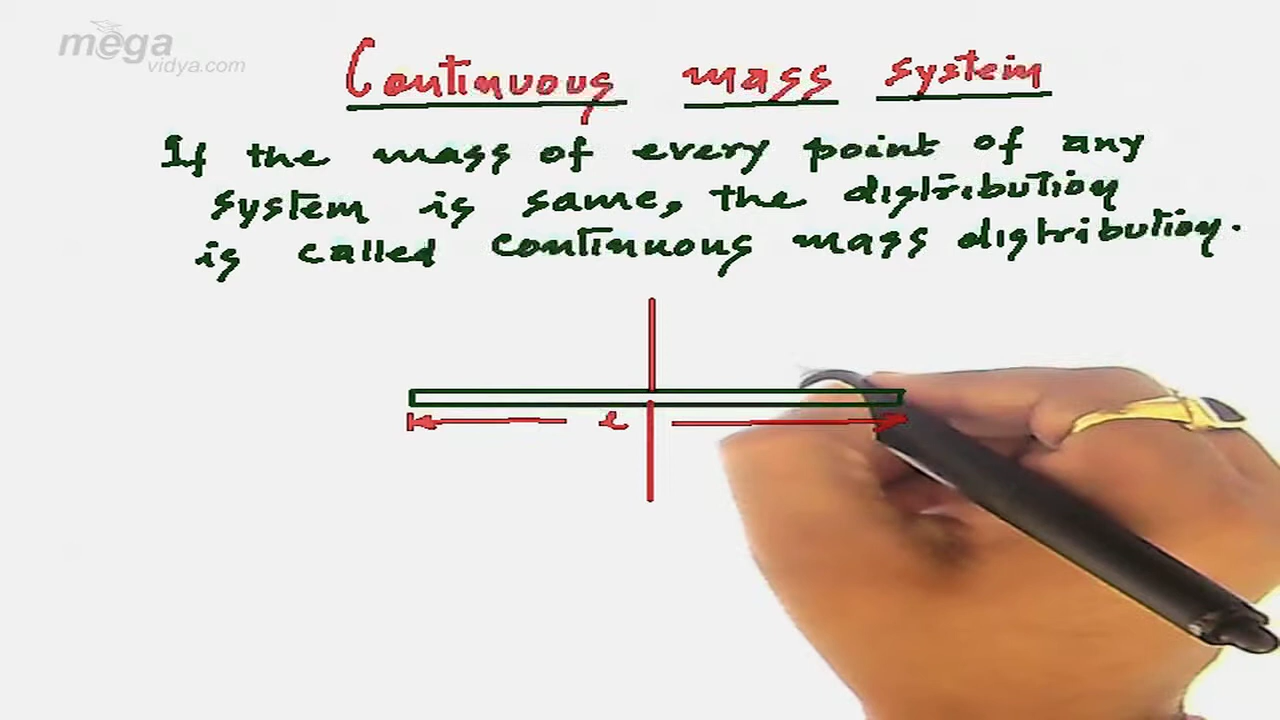 mega
vidya.com
Continuous mass system
If the mass of every point of any
system is same, the distribution
is called continuous mass distribution.
l